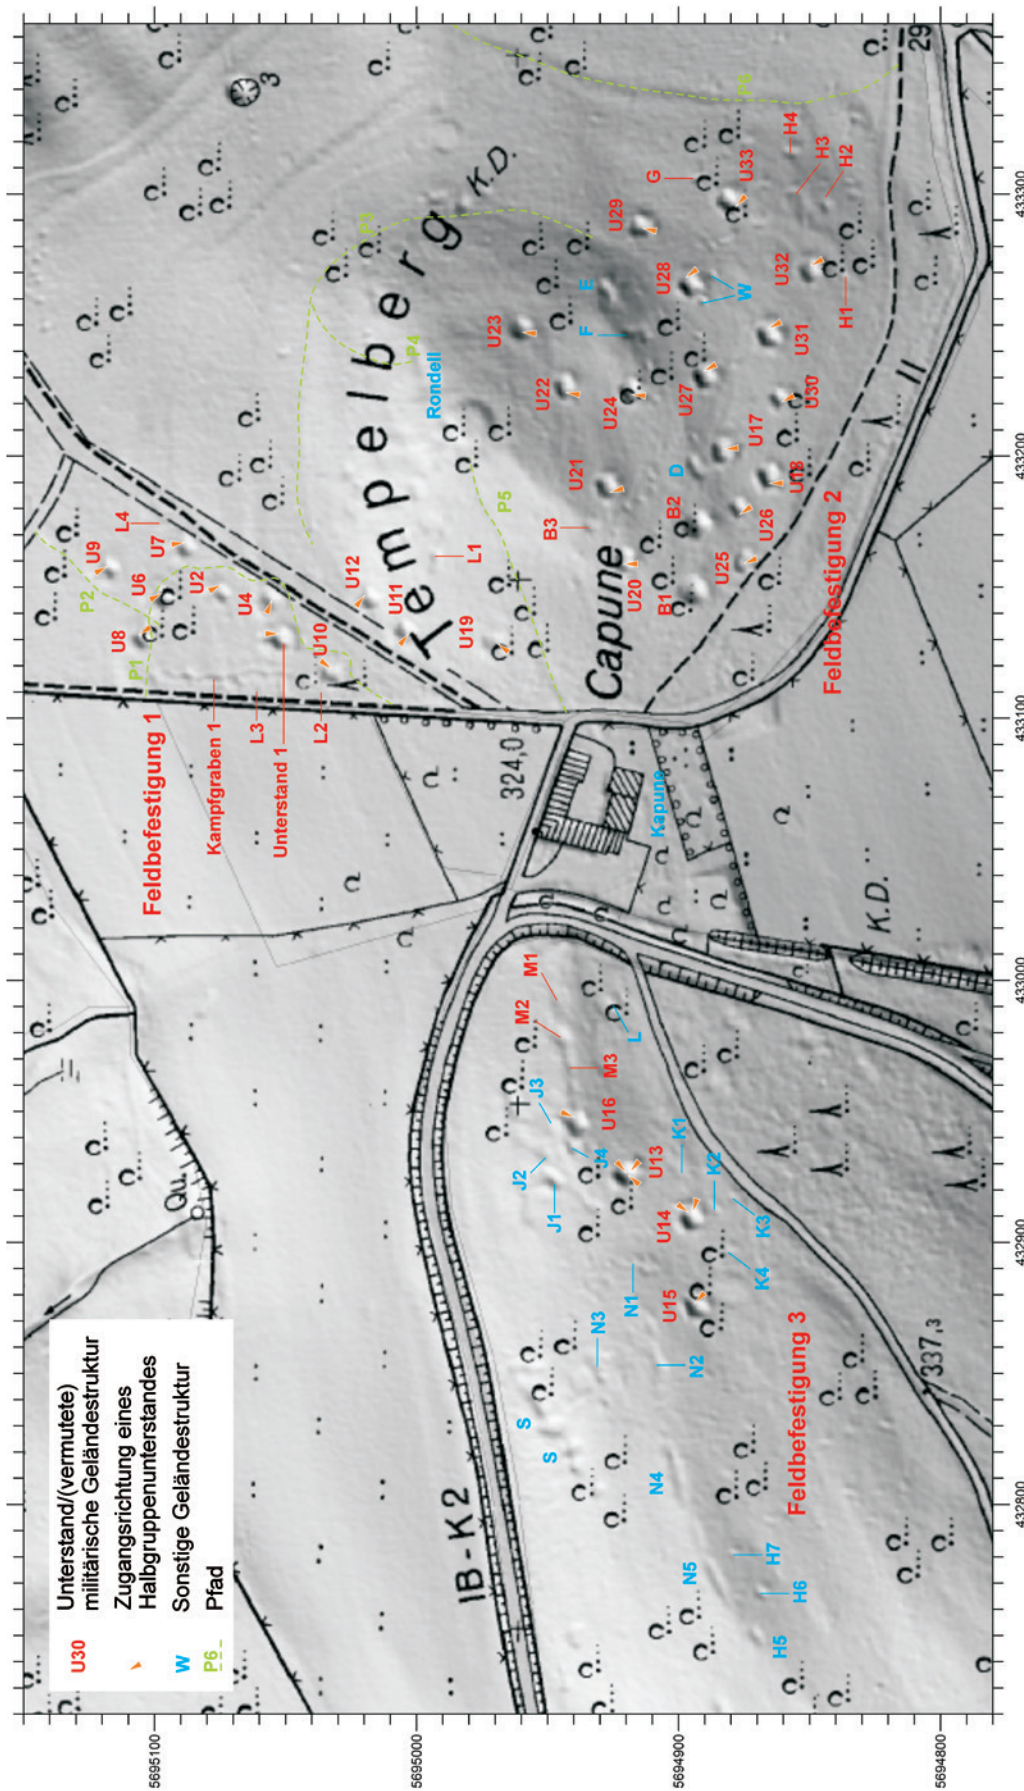 U30 Unterstand/(vermutete)
militärische Geländestruktur
Zugangsrichtung eines
Halbgruppenunterstandes
W Sonstige Geländestruktur
P6 Pfad
Feldbefestigung 1
Kampfgraben 1
L3
Unterstand 1
L2
P1
P2
U8
U9
U6
U2
U4
U7
L4
U10
U12
U11
L1
U19
Tempelberg
K.D.
3
P3
P4
P5
P6
Rondell
Capune
B3
U21
U20
B1
B2
D
U22
U23
U24
F
E
U29
U28
W
U27
U25
U26
U17
U18
U30
U31
U32
U33
G
H1
H2
H3
H4
Feldbefestigung 2
II
29
324,0
Kapune
K.D.
Qu.
IB-K2
M1
M2
M3
L
J1
J2
J3
J4
U16
U13
U14
U15
K1
K2
K3
K4
N1
N2
N3
N4
N5
S
S
H5
H6
H7
Feldbefestigung 3
337,3
5695100
5695000
5694900
5694800
432800
432900
433000
433100
433200
433300